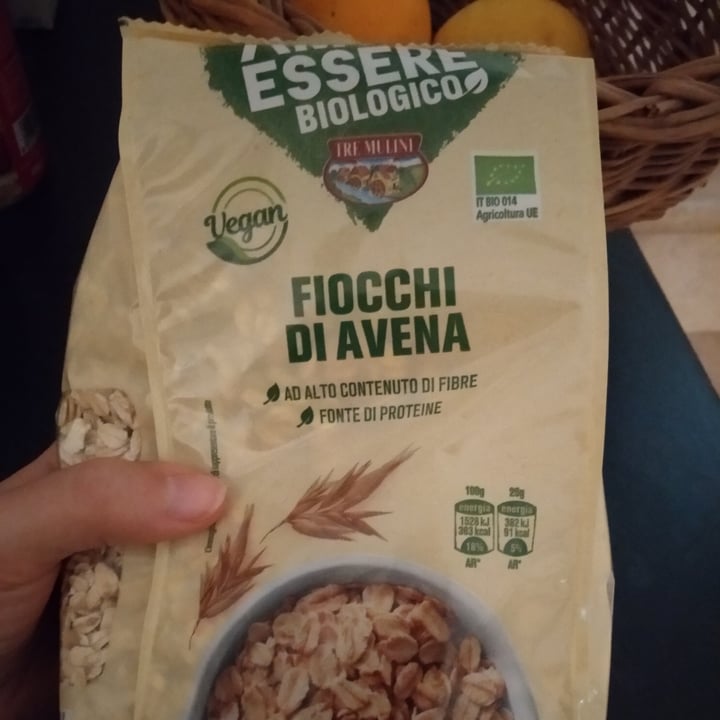 ESSERE
BIOLOGICO
TRE MULINI
Vegan
IT BIO 014
Agricoltura UE
FIOCCHI
DI AVENA
AD ALTO CONTENUTO DI FIBRE
FONTE DI PROTEINE
100g
energia
1528 kJ
363 kcal
18%
AR*
25g
energia
382 kJ
91 kcal
5%
AR*